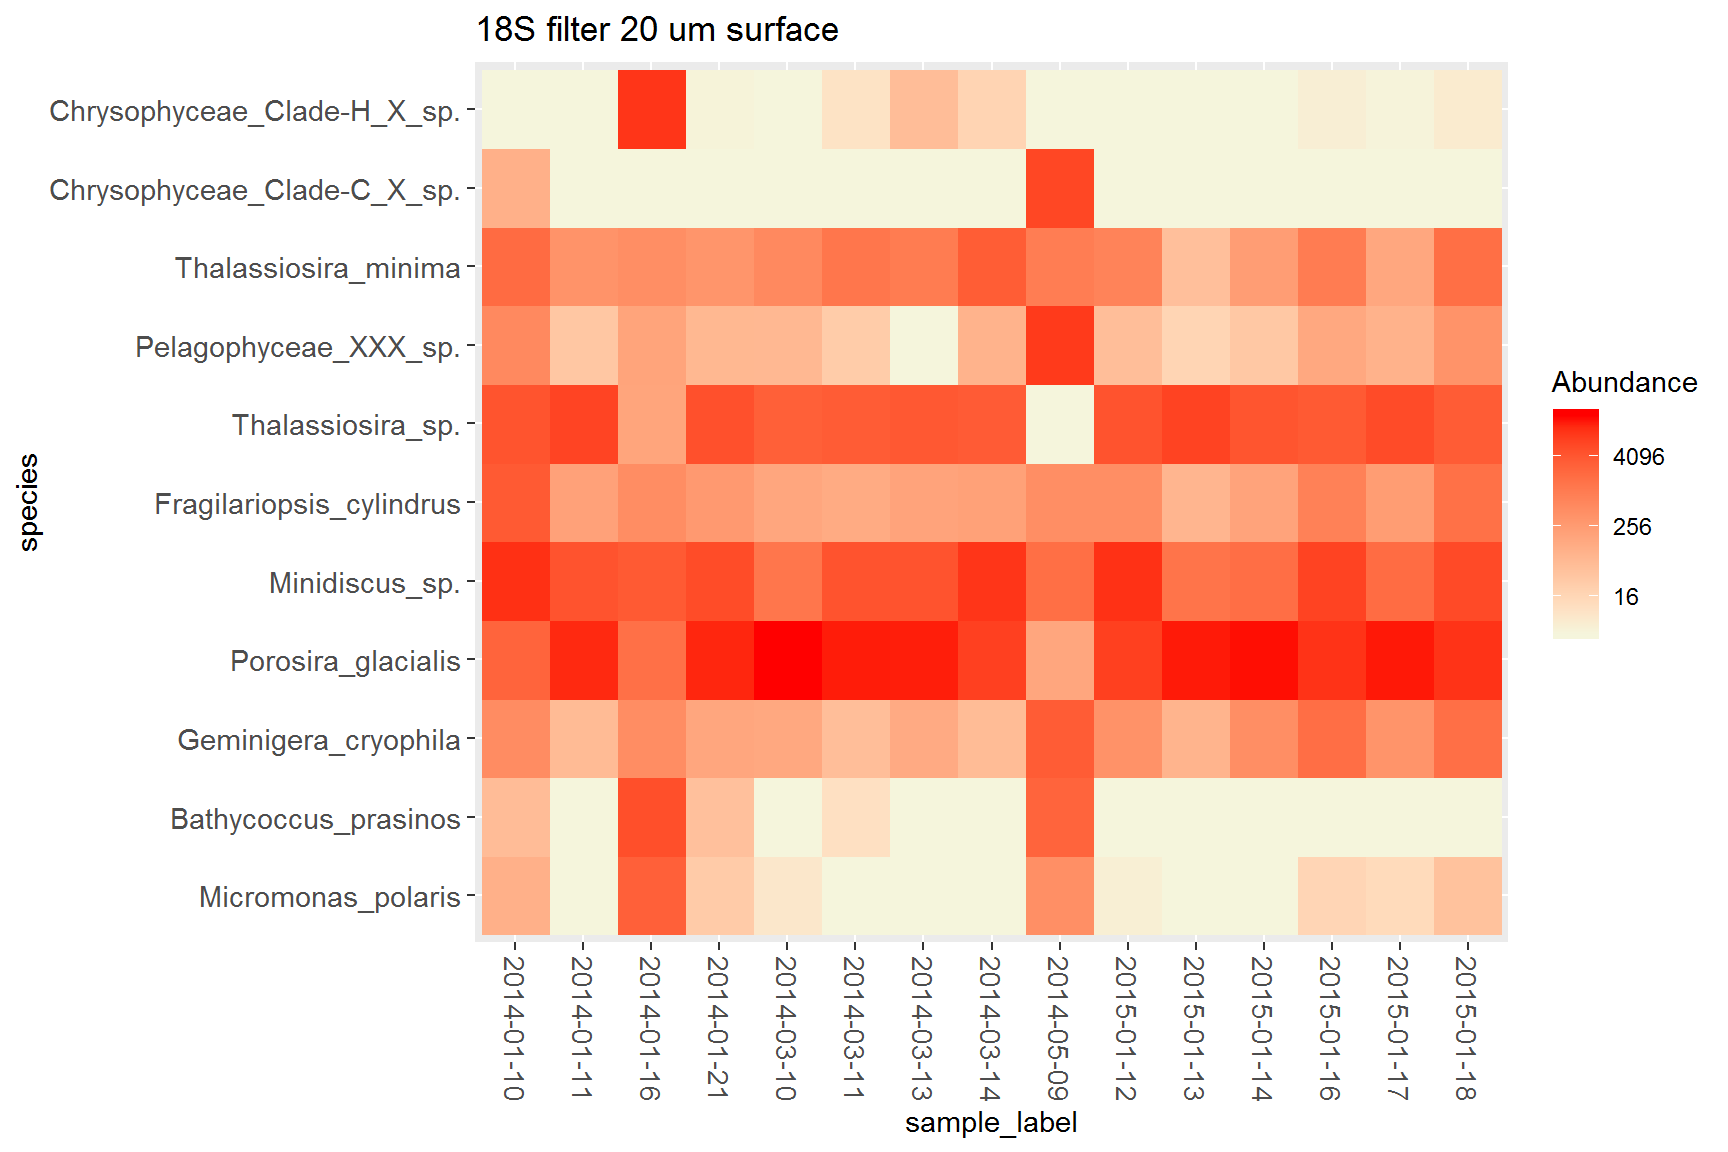 18S filter 20 um surface
Chrysophyceae_Clade-H_X_sp.
Chrysophyceae_Clade-C_X_sp.
Thalassiosira_minima
Pelagophyceae_XXX_sp.
Thalassiosira_sp.
Fragilariopsis_cylindrus
Minidiscus_sp.
Porosira_glacialis
Geminigera_cryophila
Bathycoccus_prasinos
Micromonas_polaris
species
2014-01-10
2014-01-11
2014-01-16
2014-01-21
2014-03-10
2014-03-11
2014-03-13
2014-03-14
2014-05-09
2015-01-12
2015-01-13
2015-01-14
2015-01-16
2015-01-17
2015-01-18
sample_label
Abundance
4096
256
16